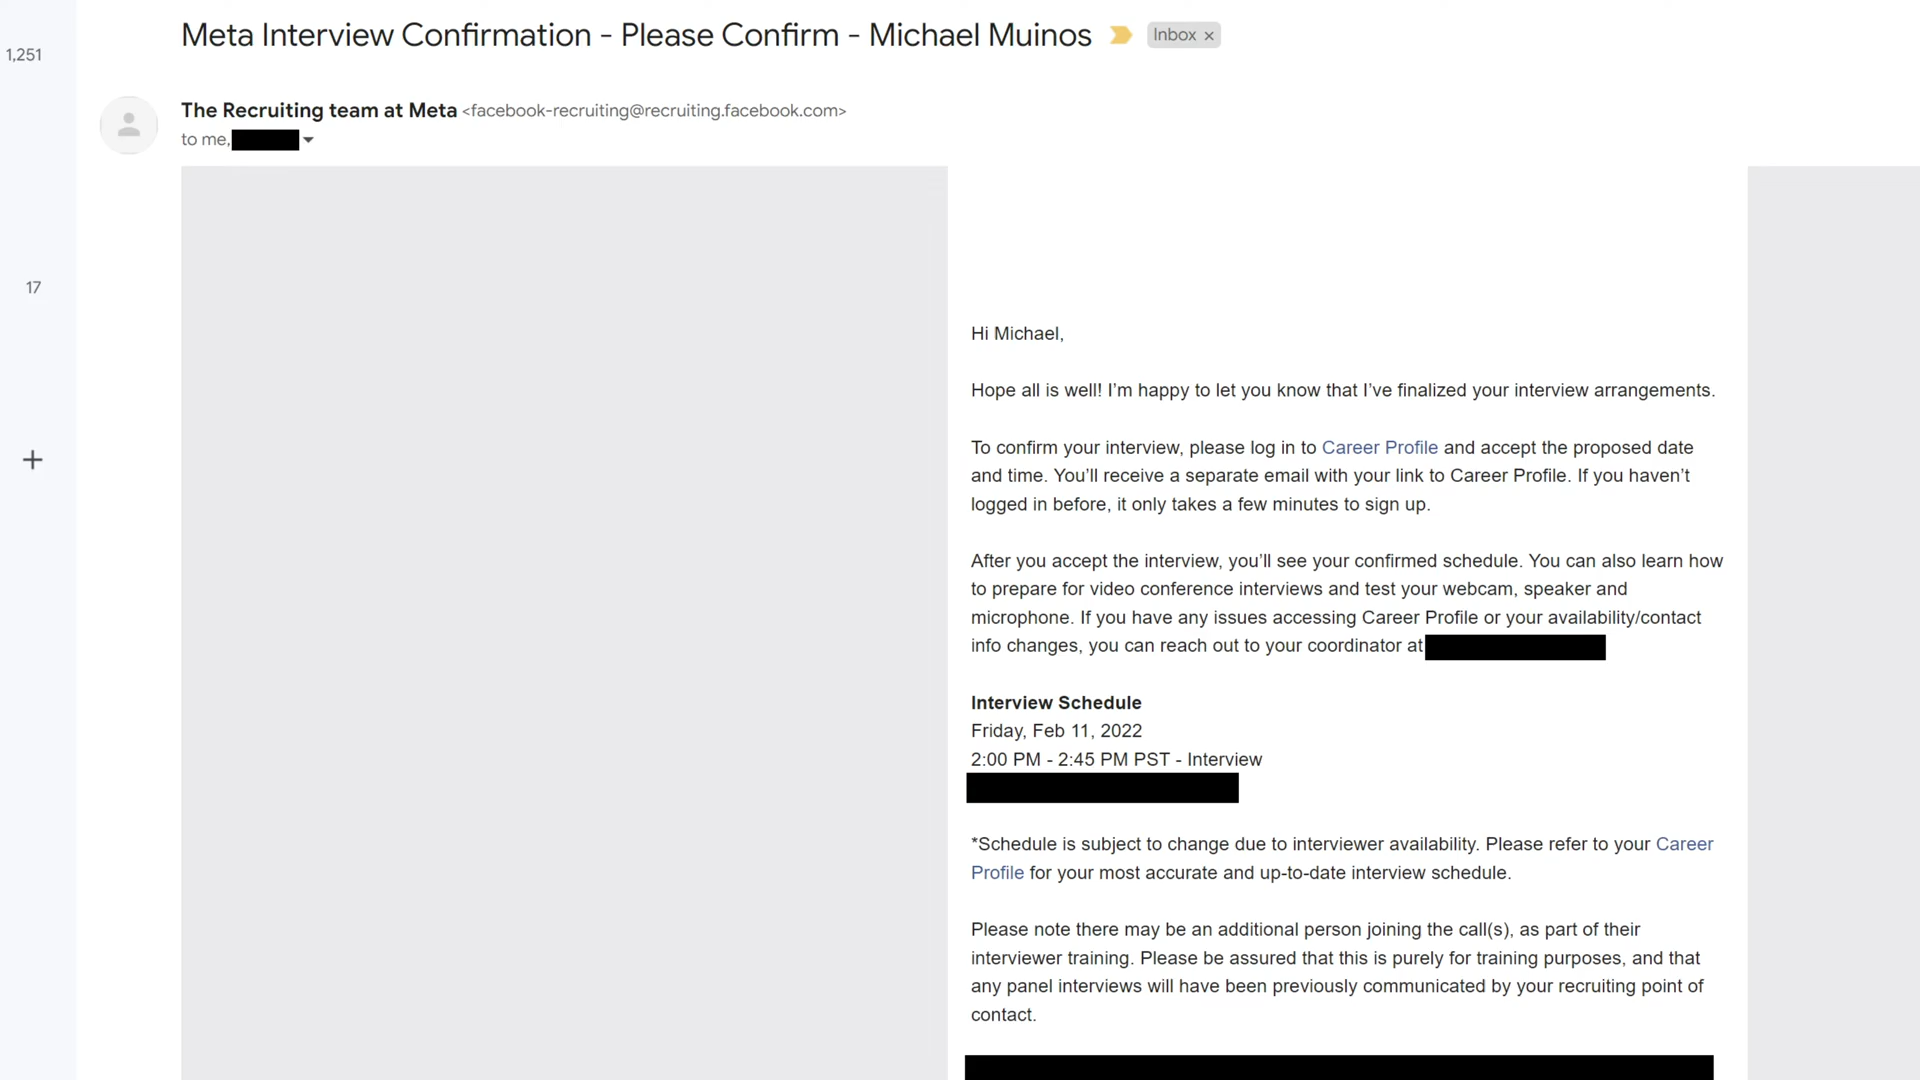 Meta Interview Confirmation - Please Confirm - Michael Muinos
Inbox ×
1,251
The Recruiting team at Meta <facebook-recruiting@recruiting.facebook.com>
to me,
17
Hi Michael,
Hope all is well! I’m happy to let you know that I’ve finalized your interview arrangements.
To confirm your interview, please log in to Career Profile and accept the proposed date
and time. You’ll receive a separate email with your link to Career Profile. If you haven’t
logged in before, it only takes a few minutes to sign up.
After you accept the interview, you’ll see your confirmed schedule. You can also learn how
to prepare for video conference interviews and test your webcam, speaker and
microphone. If you have any issues accessing Career Profile or your availability/contact
info changes, you can reach out to your coordinator at
Interview Schedule
Friday, Feb 11, 2022
2:00 PM - 2:45 PM PST - Interview
*Schedule is subject to change due to interviewer availability. Please refer to your Career
Profile for your most accurate and up-to-date interview schedule.
Please note there may be an additional person joining the call(s), as part of their
interviewer training. Please be assured that this is purely for training purposes, and that
any panel interviews will have been previously communicated by your recruiting point of
contact.